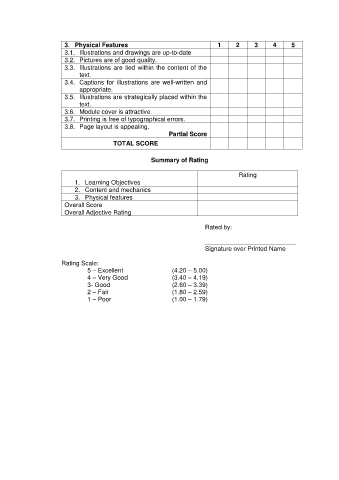 3. Physical Features 1 2 3 4 5
3.1. Illustrations and drawings are up-to-date
3.2. Pictures are of good quality.
3.3. Illustrations are tied within the content of the
text.
3.4. Captions for illustrations are well-written and
appropriate.
3.5. Illustrations are strategically placed within the
text.
3.6. Module cover is attractive.
3.7. Printing is free of typographical errors.
3.8. Page layout is appealing.
Partial Score
TOTAL SCORE
Summary of Rating
Rating
1. Learning Objectives
2. Content and mechanics
3. Physical features
Overall Score
Overall Adjective Rating
Rated by:
Signature over Printed Name
Rating Scale:
5 – Excellent (4.20 – 5.00)
4 – Very Good (3.40 – 4.19)
3- Good (2.60 – 3.39)
2 – Fair (1.80 – 2.59)
1 – Poor (1.00 – 1.79)